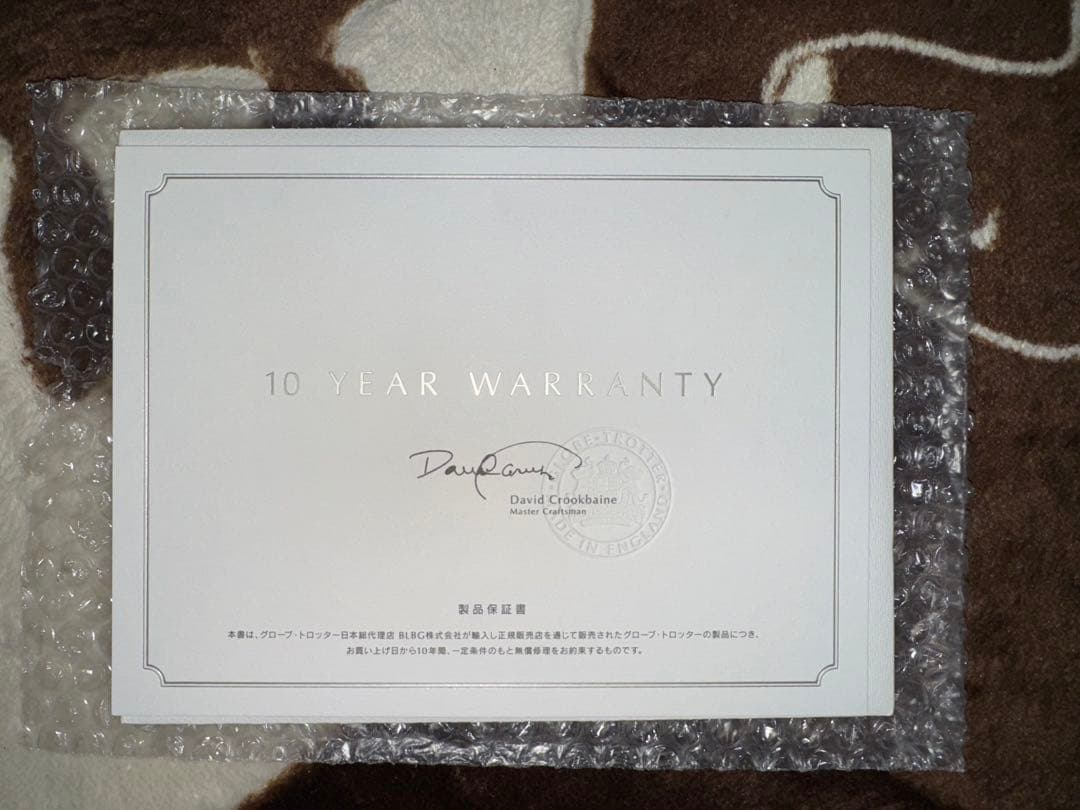 10 YEAR WARRANTY
David Crookbaine
Master Craftsman
GLOBE-TROTTER
MADE IN ENGLAND
製品保証書
本書は、グローブ・トロッター日本総代理店 BLBG株式会社が輸入し正規販売店を通じて販売されたグローブ・トロッターの製品につき、
お買い上げ日から10年間、一定条件のもと無償修理をお約束するものです。